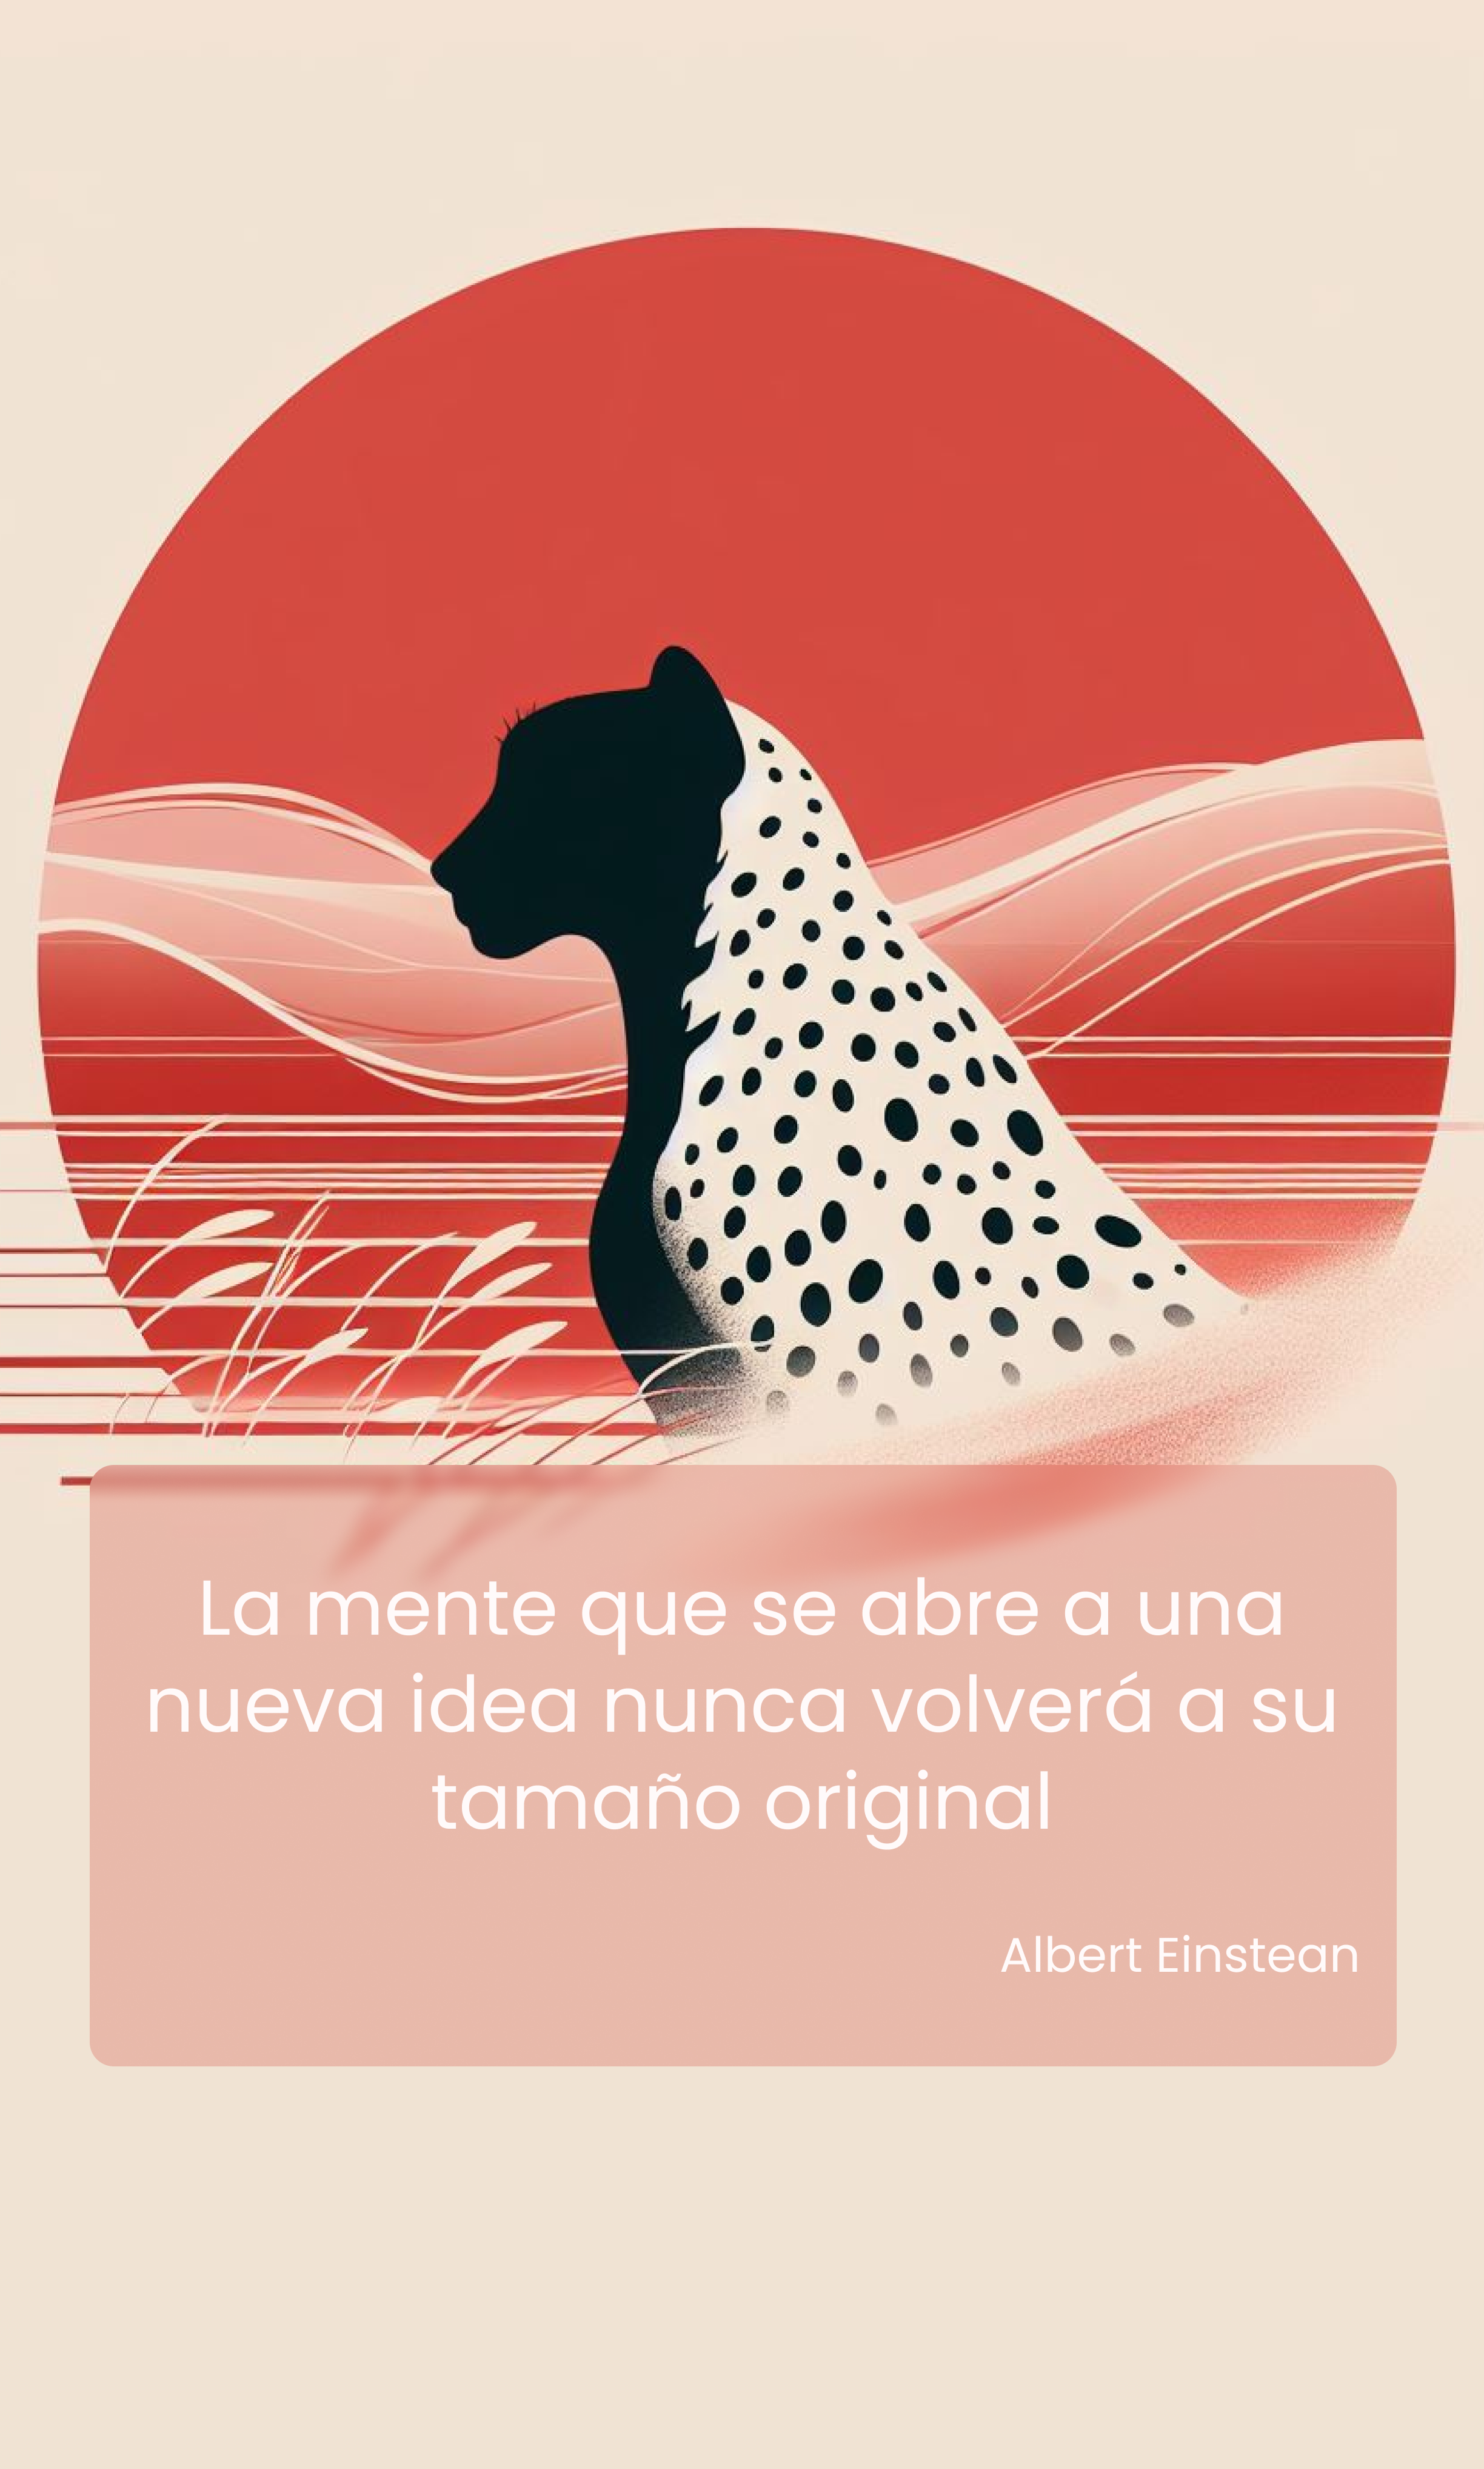 La mente que se abre a una
nueva idea nunca volverá a su
tamaño original
Albert Einstean